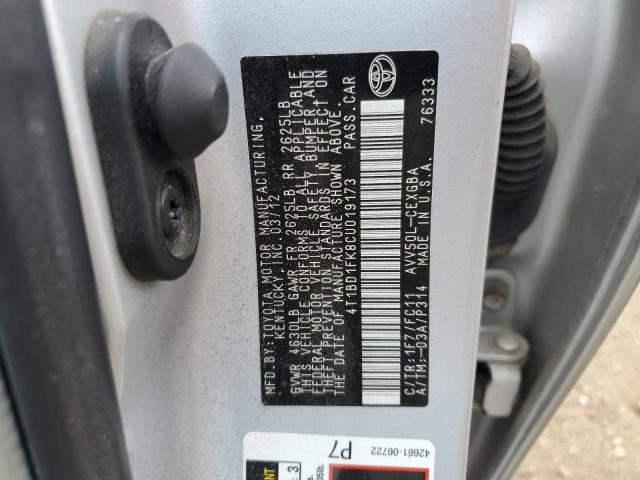 MFD.BY:TOYOTA MOTOR MANUFACTURING,
KENTUCKY, INC. 03/12
GVWR 4630LB GAWR FR 2625LB RR 2625LB
THIS VEHICLE CONFORMS TO ALL APPLICABLE
FEDERAL MOTOR VEHICLE SAFETY, BUMPER AND
THEFT PREVENTION STANDARDS IN EFFECT ON
THE DATE OF MANUFACTURE SHOWN ABOVE.
4T1BD1FK8CU019173 PASS.CAR
C/TR:1F7/FC11 AVV50L-CEXGBA
A/TM:-03A/P314 MADE IN U.S.A. 76333
42661-06722
P7
3